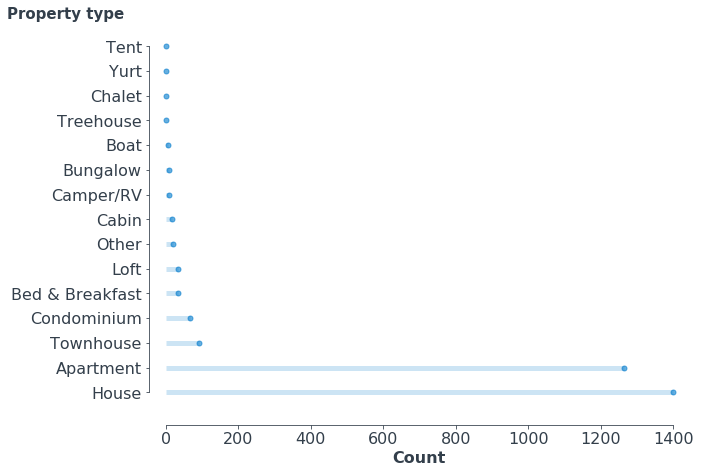 Property type
Tent
Yurt
Chalet
Treehouse
Boat
Bungalow
Camper/RV
Cabin
Other
Loft
Bed & Breakfast
Condominium
Townhouse
Apartment
House
0 200 400 600 800 1000 1200 1400
Count